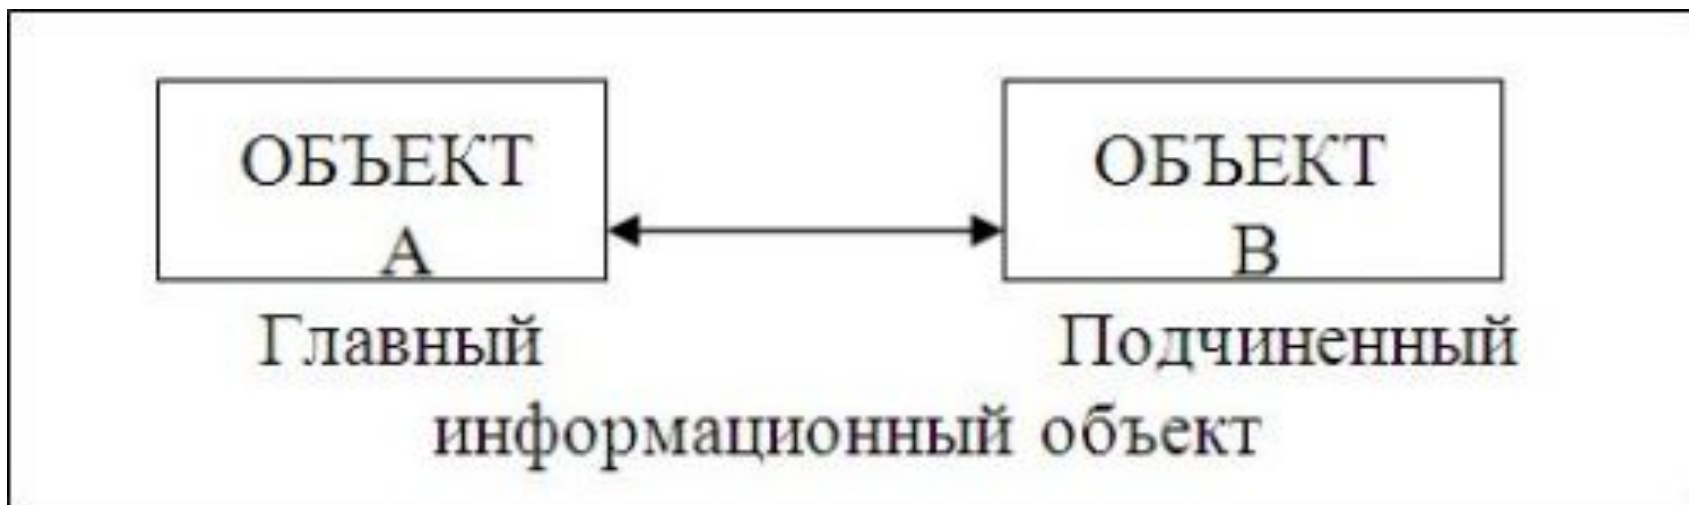 ОБЪЕКТ
А
ОБЪЕКТ
В
Главный
Подчиненный
информационный объект